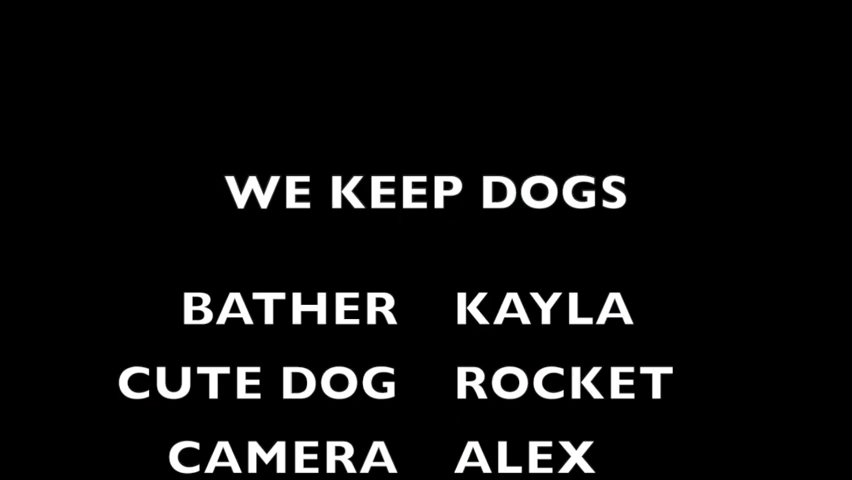 WE KEEP DOGS
BATHER KAYLA
CUTE DOG ROCKET
CAMERA ALEX